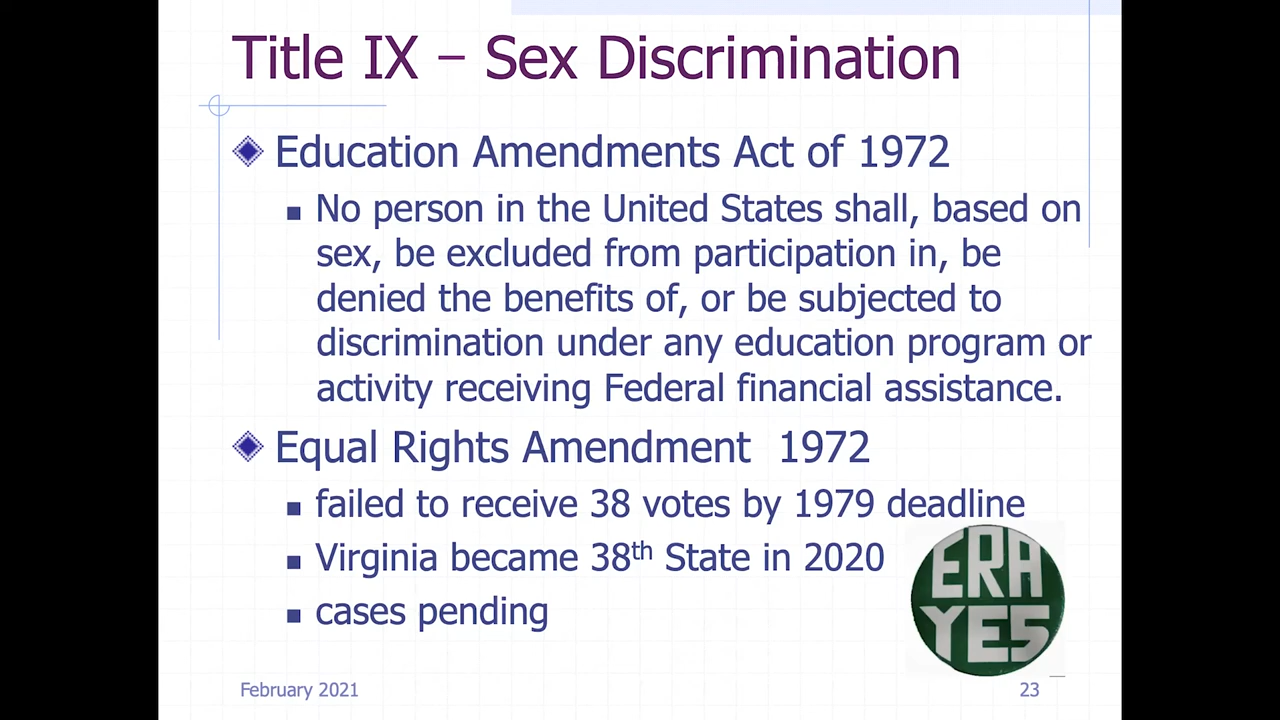 Title IX – Sex Discrimination
Education Amendments Act of 1972
No person in the United States shall, based on
sex, be excluded from participation in, be
denied the benefits of, or be subjected to
discrimination under any education program or
activity receiving Federal financial assistance.
Equal Rights Amendment 1972
failed to receive 38 votes by 1979 deadline
Virginia became 38th State in 2020
cases pending
ERA
YES
February 2021
23